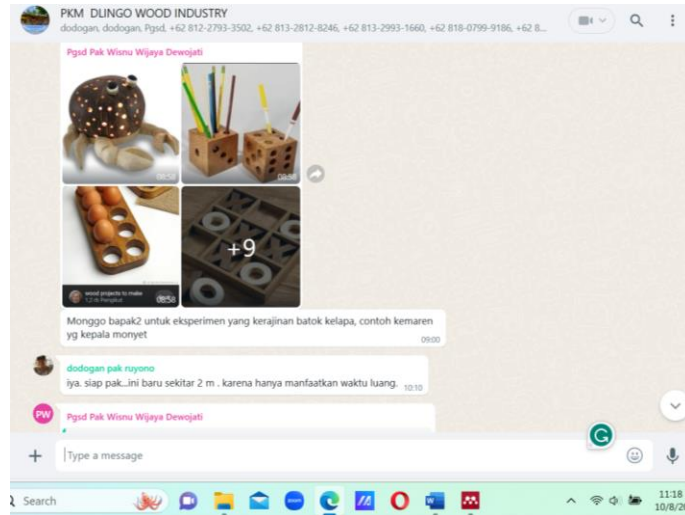 PKM DLINGO WOOD INDUSTRY
dodogan, dodogan, Pgsd, +62 812-2793-3502, +62 813-2812-8246, +62 813-2993-1660, +62 818-0799-9186, +62 8...
Pgsd Pak Wisnu Wijaya Dewojati
08:58
08:58
wood projects to make
08:58
+9
Monggo bapak2 untuk eksperimen yang kerajinan batok kelapa, contoh kemaren
yg kepala monyet
09:00
dodogan pak ruyono
iya. siap pak...ini baru sekitar 2 m . karena hanya manfaatkan waktu luang.
10:10
PW
Pgsd Pak Wisnu Wijaya Dewojati
Type a message
Search
11:18
10/8/20